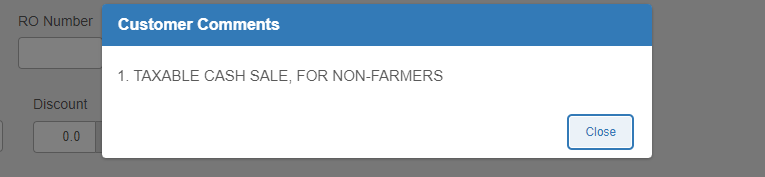 RO Number
Customer Comments
1. TAXABLE CASH SALE, FOR NON-FARMERS
Discount
0.0
Close